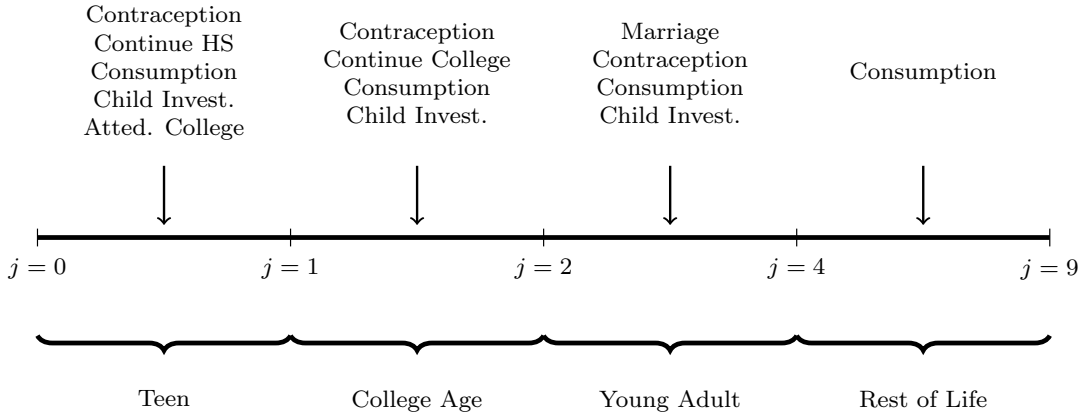 Contraception
Continue HS
Consumption
Child Invest.
Atted. College
Contraception
Continue College
Consumption
Child Invest.
Marriage
Contraception
Consumption
Child Invest.
Consumption
j = 0
j = 1
j = 2
j = 4
j = 9
Teen
College Age
Young Adult
Rest of Life